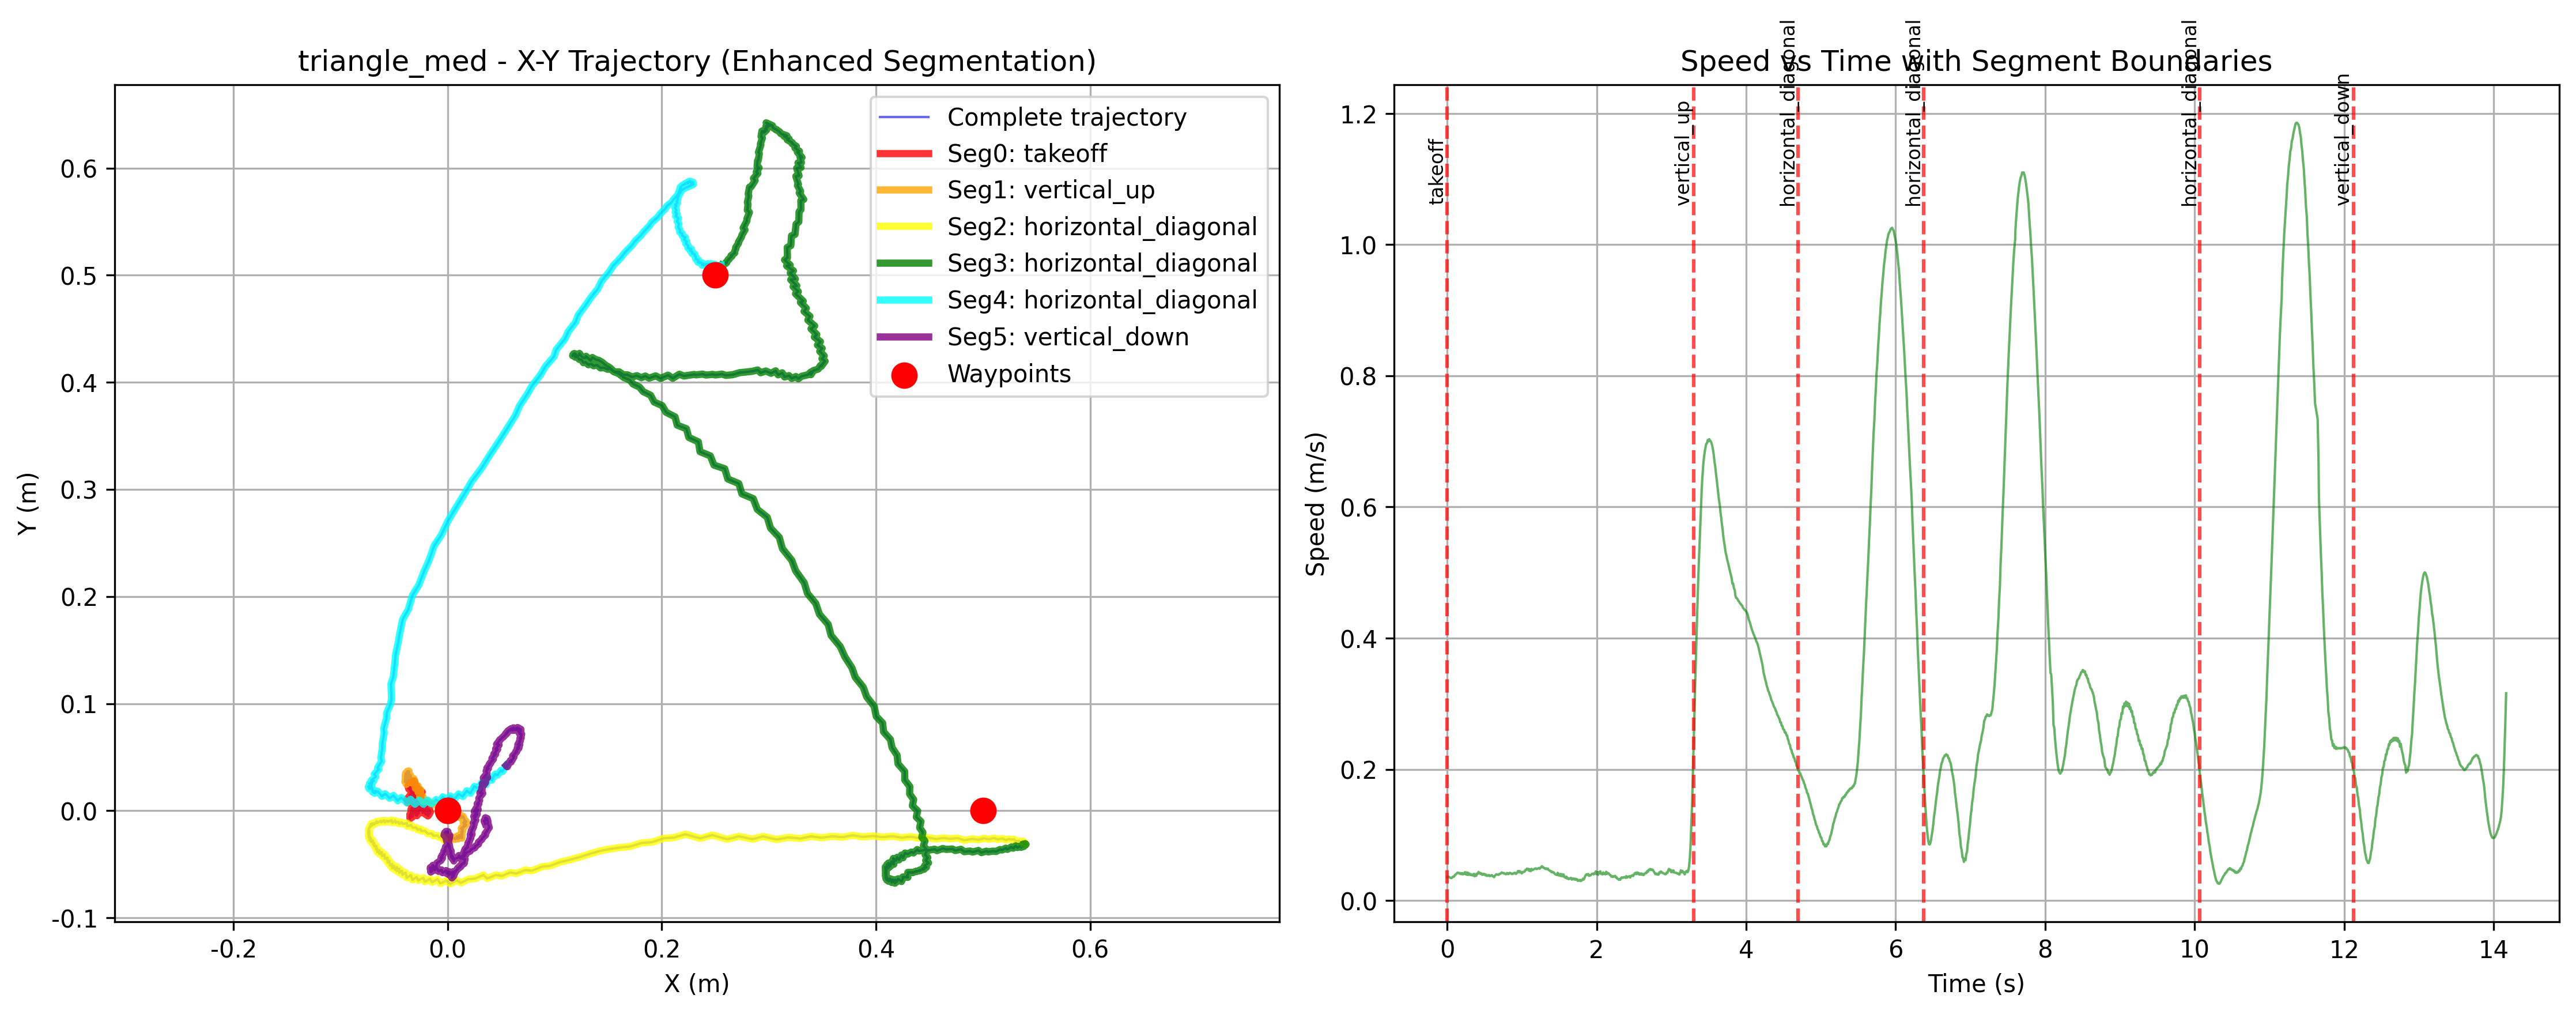 triangle_med - X-Y Trajectory (Enhanced Segmentation)
Complete trajectory
Seg0: takeoff
Seg1: vertical_up
Seg2: horizontal_diagonal
Seg3: horizontal_diagonal
Seg4: horizontal_diagonal
Seg5: vertical_down
Waypoints
Y (m)
0.6
0.5
0.4
0.3
0.2
0.1
0.0
-0.1
-0.2
0.0
0.2
0.4
0.6
X (m)
Speed vs Time with Segment Boundaries
takeoff
vertical_up
horizontal_diagonal
horizontal_diagonal
horizontal_diagonal
vertical_down
Speed (m/s)
1.2
1.0
0.8
0.6
0.4
0.2
0.0
0
2
4
6
8
10
12
14
Time (s)